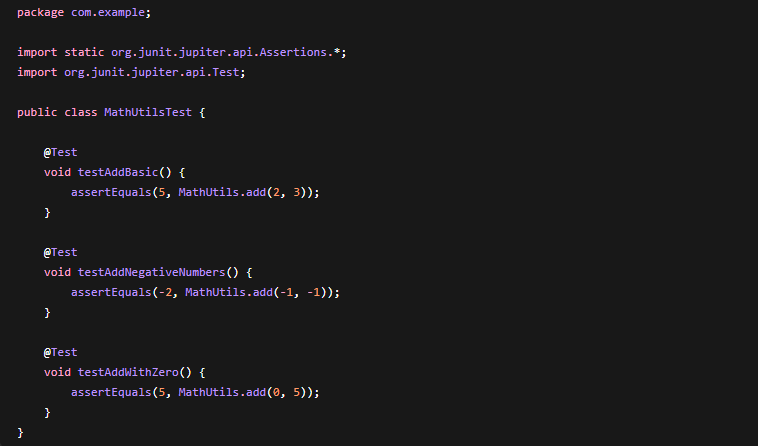 package com.example;
import static org.junit.jupiter.api.Assertions.*;
import org.junit.jupiter.api.Test;
public class MathUtilsTest {
@Test
void testAddBasic() {
assertEquals(5, MathUtils.add(2, 3));
}
@Test
void testAddNegativeNumbers() {
assertEquals(-2, MathUtils.add(-1, -1));
}
@Test
void testAddWithZero() {
assertEquals(5, MathUtils.add(0, 5));
}
}